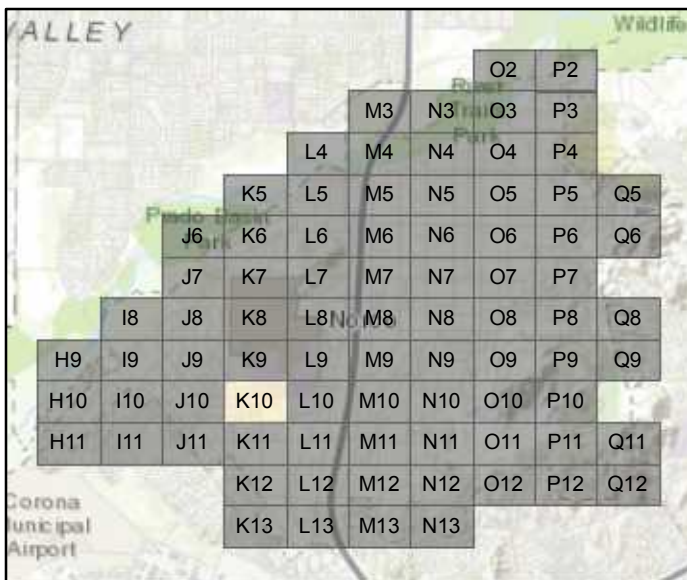 VALLEY
Wildlife
O2 P2
River
M3 N3 O3 P3
Trails
Park
L4 M4 N4 O4 P4
K5 L5 M5 N5 O5 P5 Q5
Prado Basin
Park
J6 K6 L6 M6 N6 O6 P6 Q6
J7 K7 L7 M7 N7 O7 P7
I8 J8 K8 L8 M8 N8 O8 P8 Q8
Norco
H9 I9 J9 K9 L9 M9 N9 O9 P9 Q9
H10 I10 J10 K10 L10 M10 N10 O10 P10
H11 I11 J11 K11 L11 M11 N11 O11 P11 Q11
K12 L12 M12 N12 O12 P12 Q12
K13 L13 M13 N13
Corona
Municipal
Airport